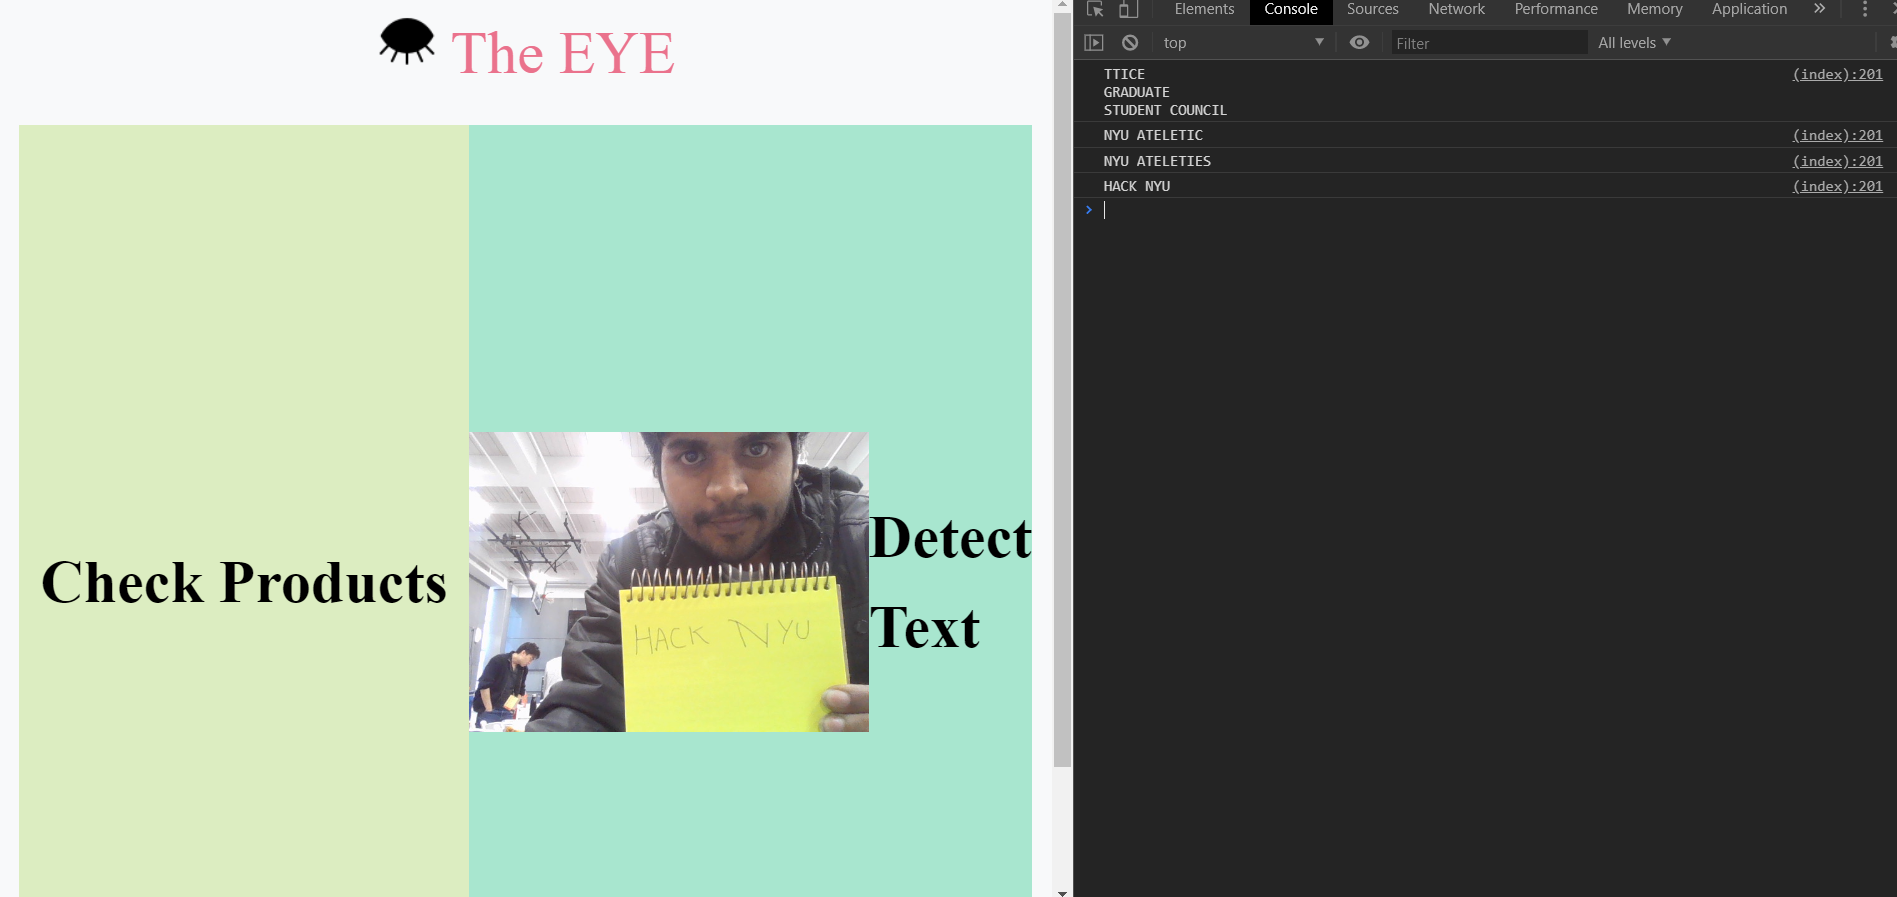 The EYE
Check Products
HACK NYU
Detect
Text
Elements Console Sources Network Performance Memory Application »
top Filter All levels
TTICE (index):201
GRADUATE
STUDENT COUNCIL
NYU ATELETIC (index):201
NYU ATELETIES (index):201
HACK NYU (index):201